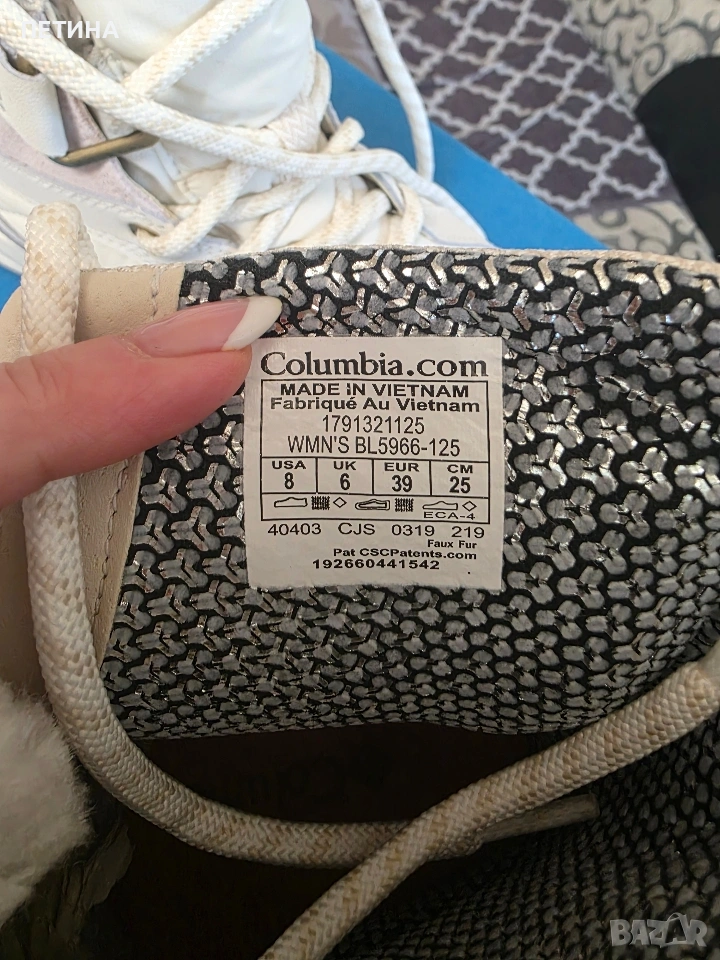 ПЕТИНА
Columbia.com
MADE IN VIETNAM
Fabriqué Au Vietnam
1791321125
WMN'S BL5966-125
USA UK EUR CM
8 6 39 25
ECA-4
40403 CJS 0319 219
Faux Fur
Pat CSCPatents.com
192660441542
BAZAR